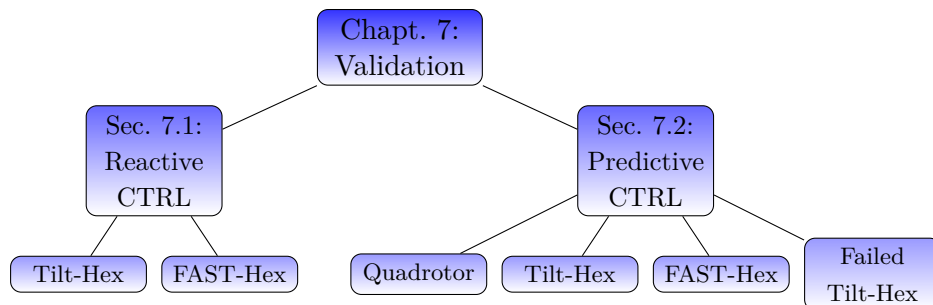 Chapt. 7:
Validation
Sec. 7.1:
Reactive
CTRL
Sec. 7.2:
Predictive
CTRL
Tilt-Hex
FAST-Hex
Quadrotor
Tilt-Hex
FAST-Hex
Failed
Tilt-Hex